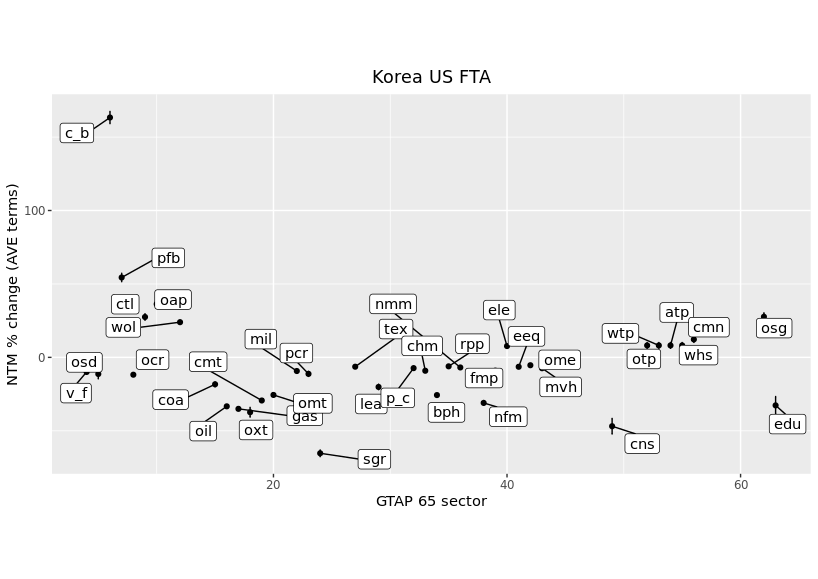 Korea US FTA
NTM % change (AVE terms)
100
0
c_b
pfb
ctl
oap
wol
osd
ocr
v_f
cmt
coa
oil
oxt
mil
pcr
omt
gas
sgr
nmm
tex
chm
rpp
lea
p_c
bph
fmp
nfm
ele
eeq
ome
mvh
wtp
atp
cmn
otp
whs
cns
osg
edu
20
40
60
GTAP 65 sector